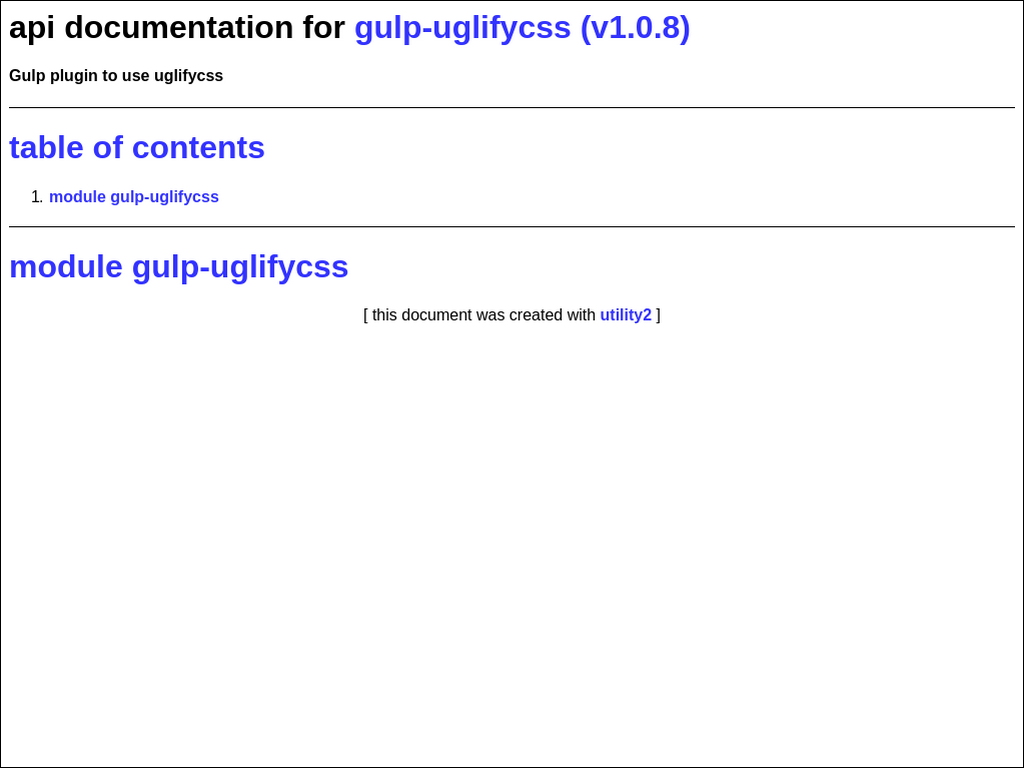 api documentation for gulp-uglifycss (v1.0.8)
Gulp plugin to use uglifycss
table of contents
1. module gulp-uglifycss
module gulp-uglifycss
[ this document was created with utility2 ]